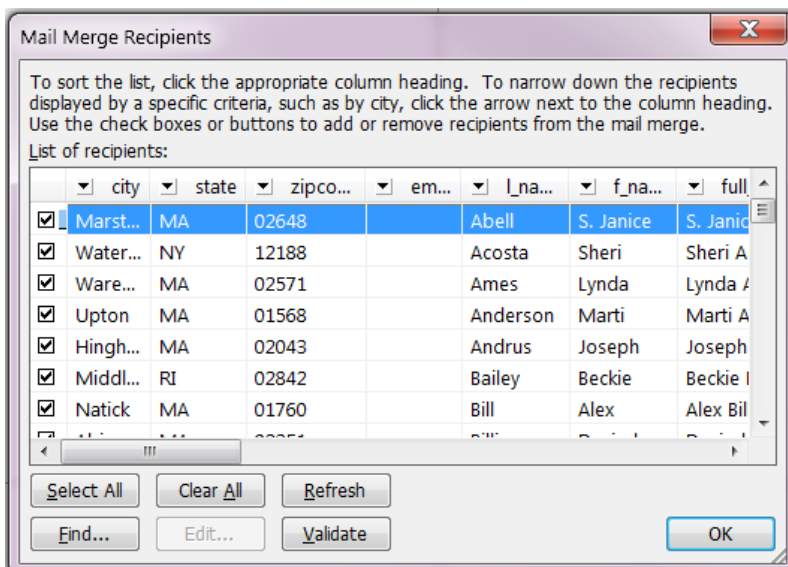 Mail Merge Recipients
To sort the list, click the appropriate column heading. To narrow down the recipients
displayed by a specific criteria, such as by city, click the arrow next to the column heading.
Use the check boxes or buttons to add or remove recipients from the mail merge.
List of recipients:
city state zipco... em... l_na... f_na... full_
Marst... MA 02648 Abell S. Janice S. Janic
Water... NY 12188 Acosta Sheri Sheri A
Ware... MA 02571 Ames Lynda Lynda A
Upton MA 01568 Anderson Marti Marti A
Hingh... MA 02043 Andrus Joseph Joseph
Middl... RI 02842 Bailey Beckie Beckie
Natick MA 01760 Bill Alex Alex Bil
Select All Clear All Refresh
Find... Edit... Validate OK